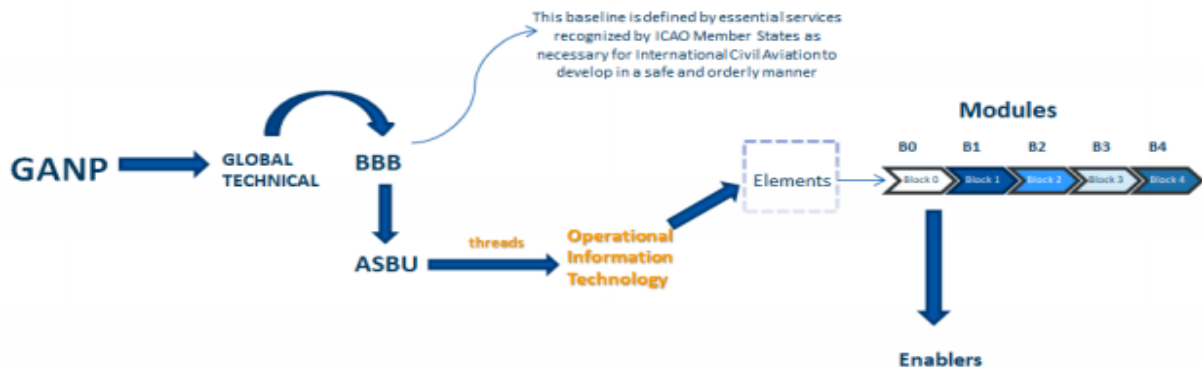 This baseline is defined by essential services
recognized by ICAO Member States as
necessary for International Civil Aviation to
develop in a safe and orderly manner
GANP
GLOBAL
TECHNICAL
BBB
ASBU
threads
Operational
Information
Technology
Elements
Modules
B0 B1 B2 B3 B4
Block 0 Block 1 Block 2 Block 3 Block 4
Enablers